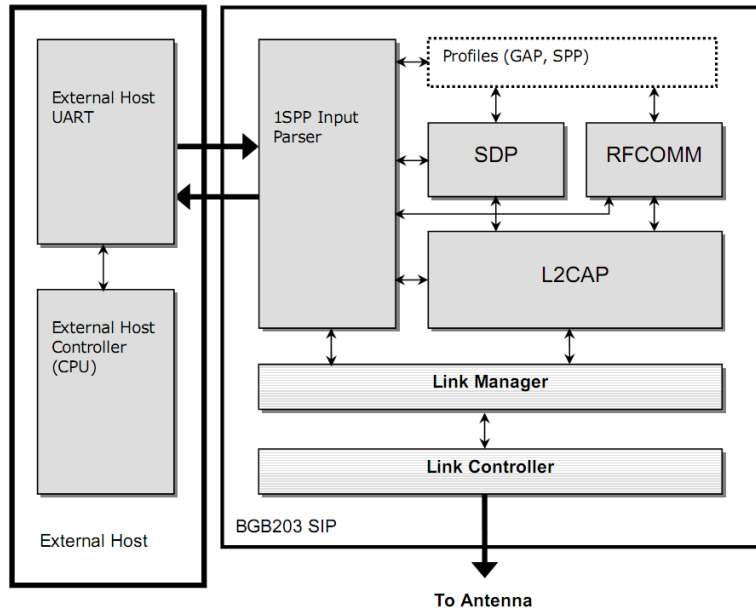 External Host
UART
External Host
Controller
(CPU)
External Host
1SPP Input
Parser
Profiles (GAP, SPP)
SDP
RFCOMM
L2CAP
Link Manager
Link Controller
BGB203 SIP
To Antenna